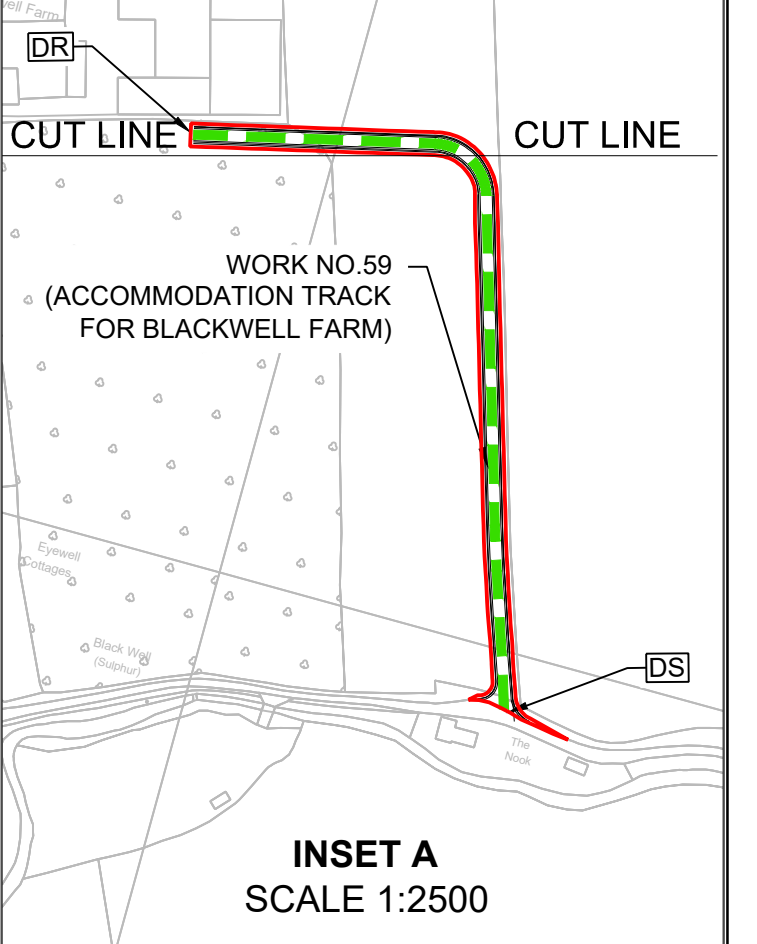 well Farm
DR
CUT LINE
CUT LINE
WORK NO.59
(ACCOMMODATION TRACK
FOR BLACKWELL FARM)
Eyewell
Cottages
Black Well
(Sulphur)
DS
The
Nook
INSET A
SCALE 1:2500